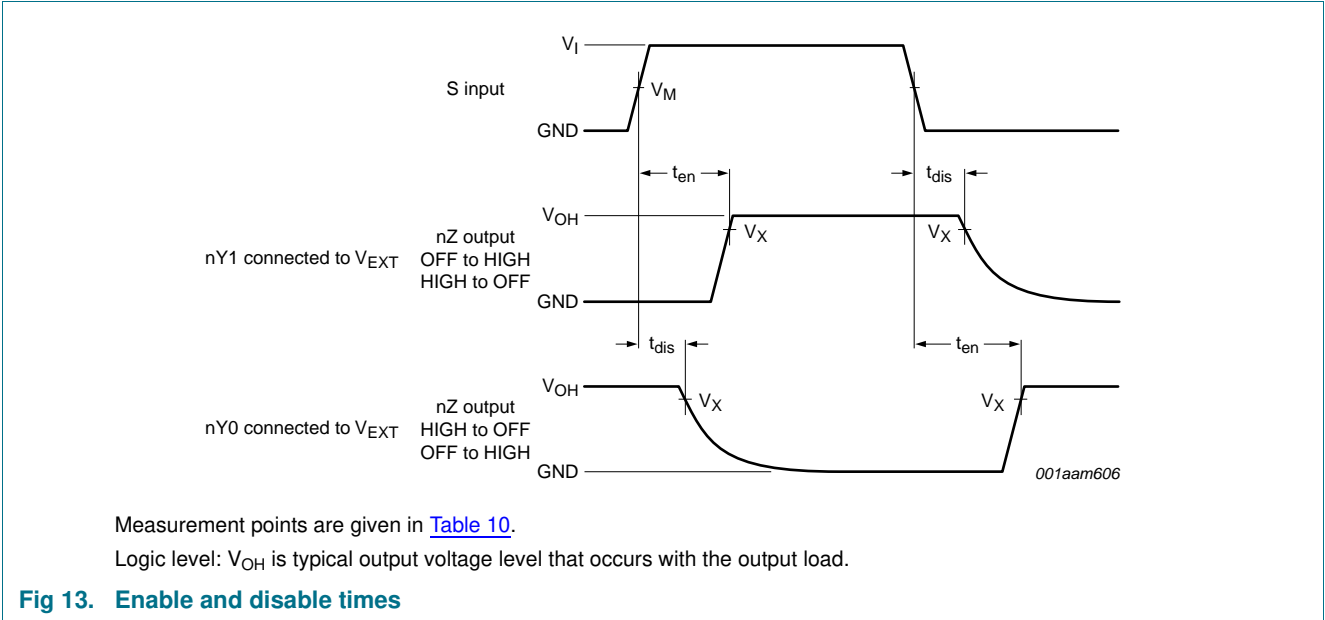 V_I
S input
V_M
GND
t_en
t_dis
V_OH
V_X
V_X
nZ output
nY1 connected to V_EXT
OFF to HIGH
HIGH to OFF
GND
t_dis
t_en
V_OH
V_X
V_X
nZ output
nY0 connected to V_EXT
HIGH to OFF
OFF to HIGH
GND
001aam606
Measurement points are given in Table 10.
Logic level: V_OH is typical output voltage level that occurs with the output load.
Fig 13. Enable and disable times